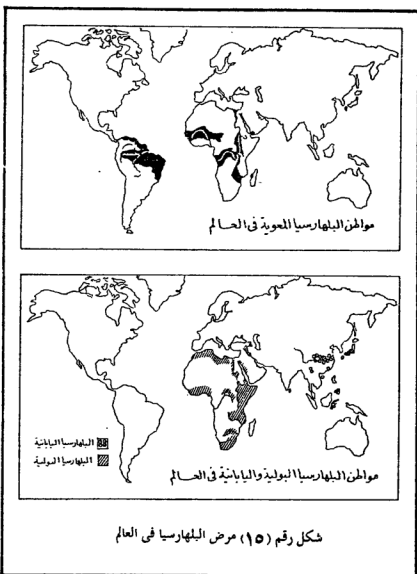 مواطن البلهارسيا المعوية فى العالم
البلهارسيا اليابانية
البلهارسيا البولية
مواطن البلهارسيا البولية واليابانية فى العالم
شكل رقم (١٥) مرض البلهارسيا فى العالم